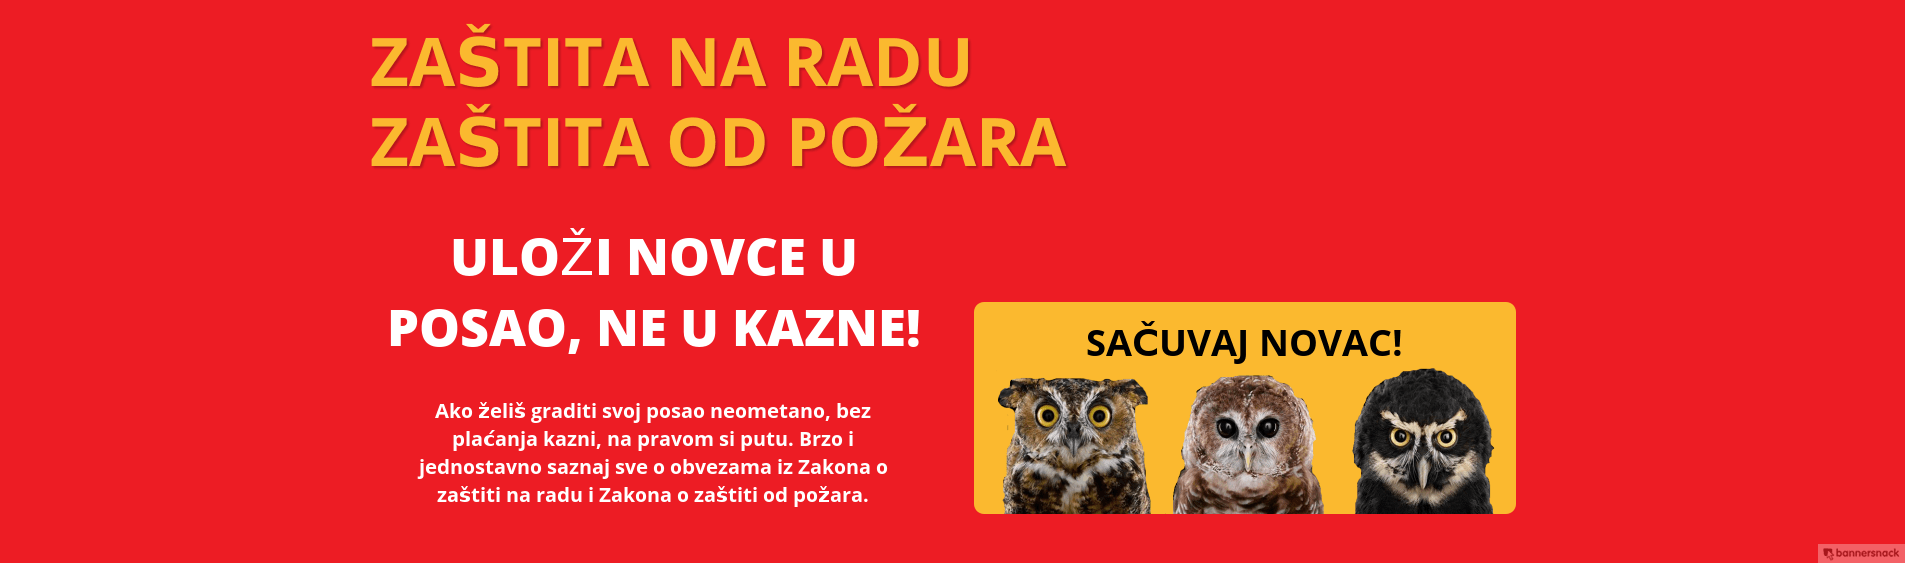 ZAŠTITA NA RADU
ZAŠTITA OD POŽARA
ULOŽI NOVCE U
POSAO, NE U KAZNE!
Ako želiš graditi svoj posao neometano, bez
plaćanja kazni, na pravom si putu. Brzo i
jednostavno saznaj sve o obvezama iz Zakona o
zaštiti na radu i Zakona o zaštiti od požara.
SAČUVAJ NOVAC!
bannersnack